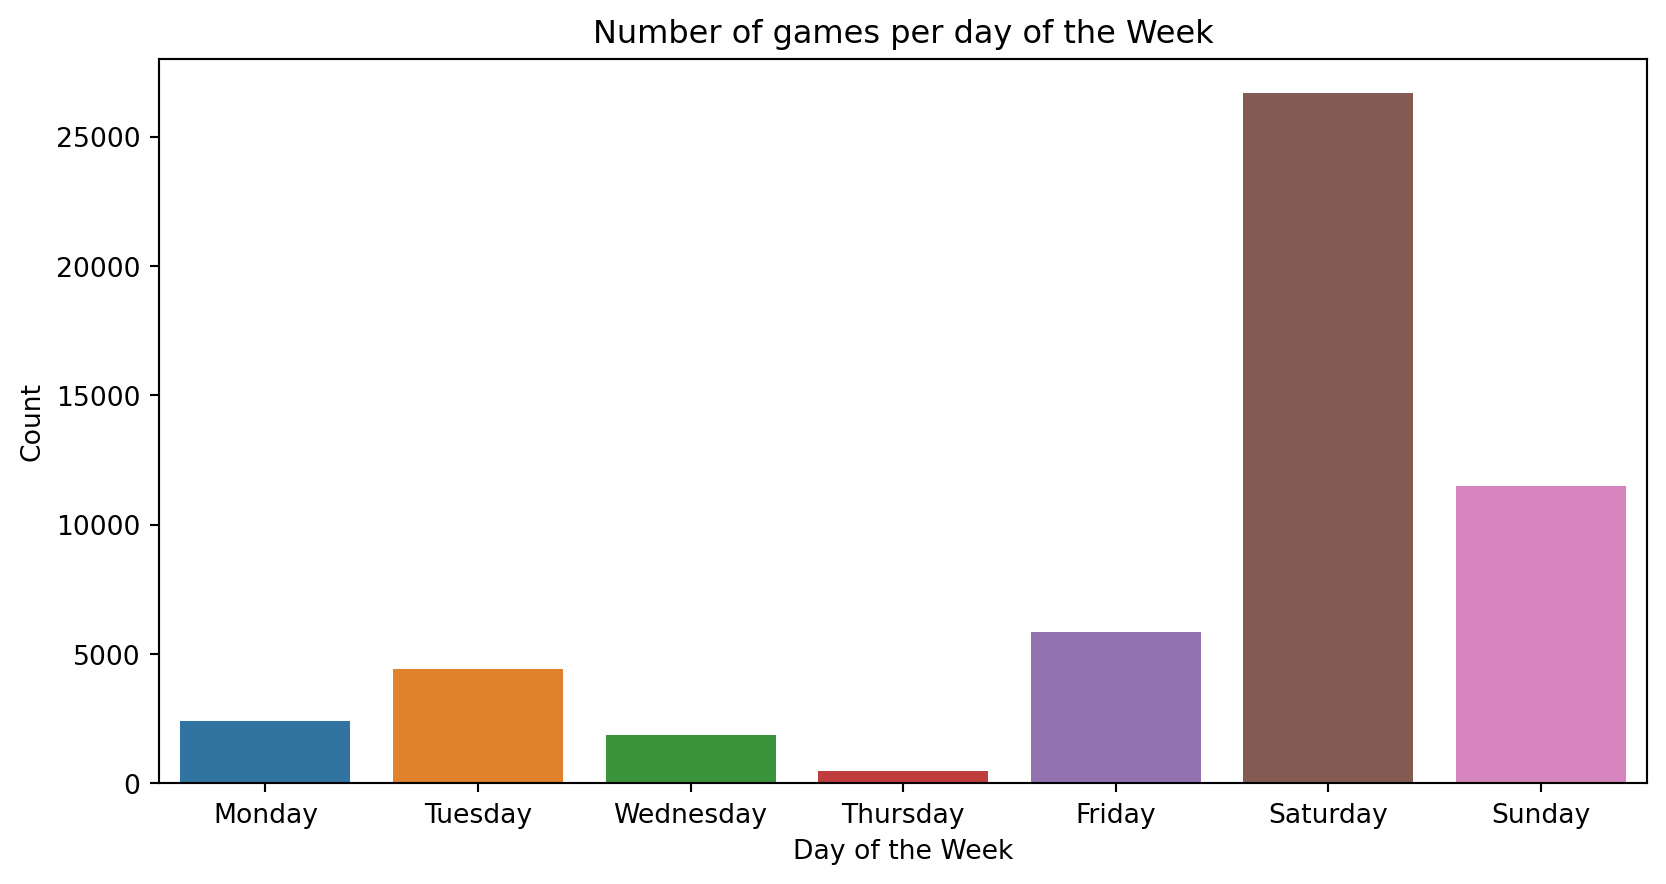 Number of games per day of the Week
25000
20000
15000
10000
5000
0
Count
Monday Tuesday Wednesday Thursday Friday Saturday Sunday
Day of the Week